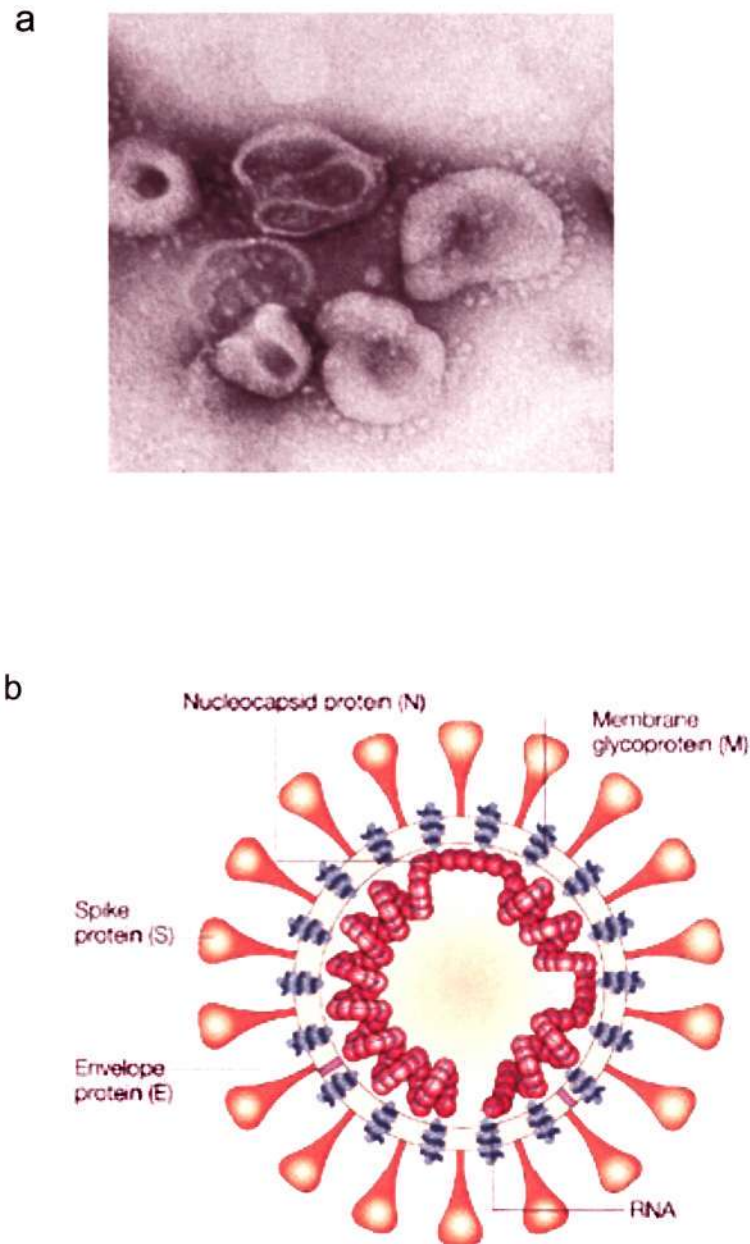 a
b
Nucleocapsid protein (N)
Membrane
glycoprotein (M)
Spike
protein (S)
Envelope
protein (E)
RNA